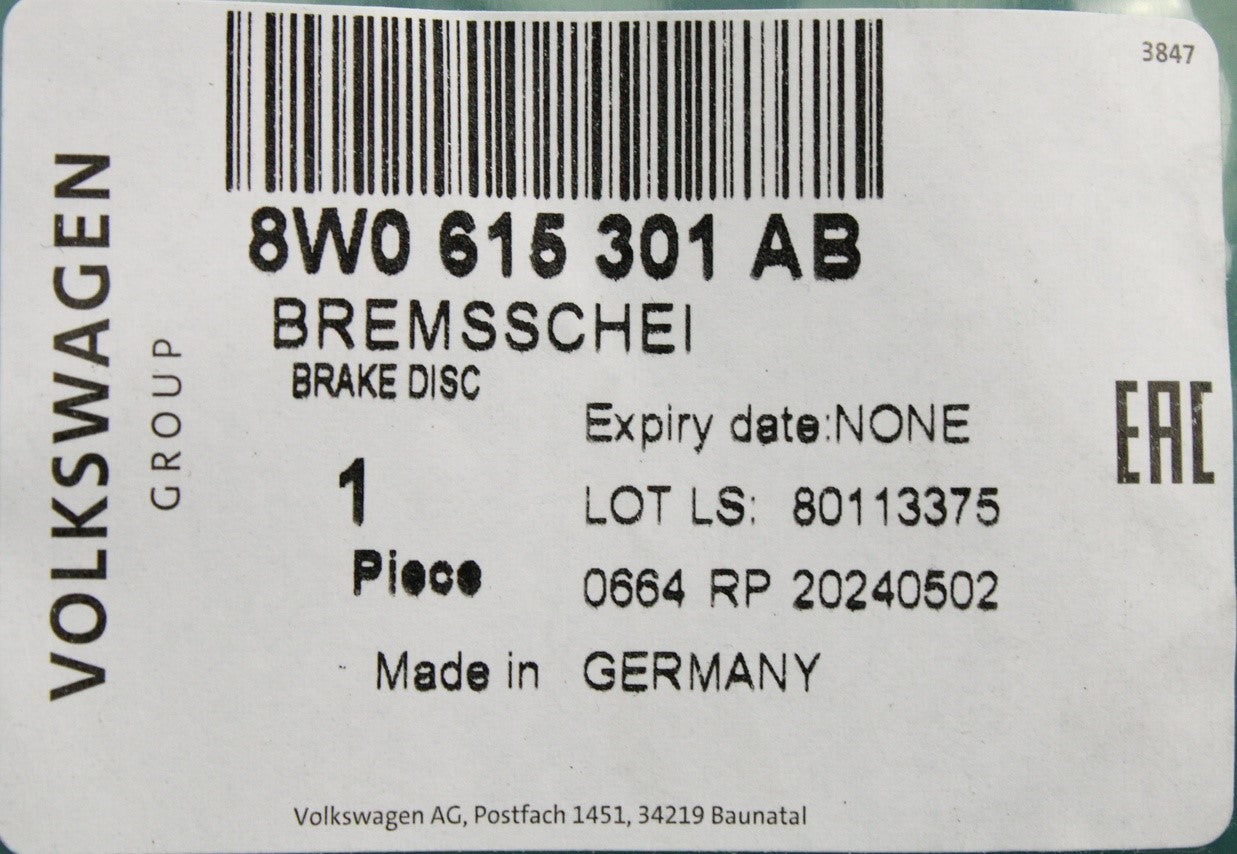 3847
VOLKSWAGEN
GROUP
8W0 615 301 AB
BREMSSCHEI
BRAKE DISC
Expiry date:NONE
1
LOT LS: 80113375
Piece
0664 RP 20240502
Made in GERMANY
EAC
Volkswagen AG, Postfach 1451, 34219 Baunatal